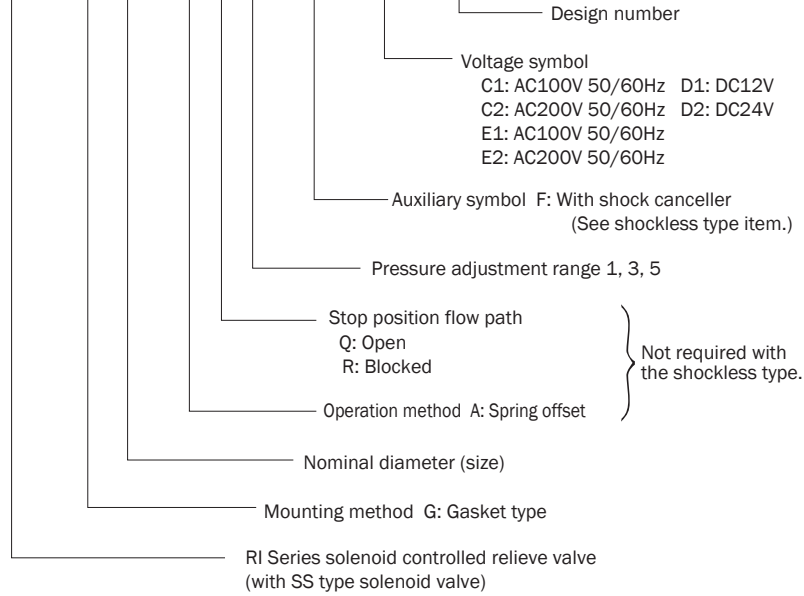 Design number
Voltage symbol
C1: AC100V 50/60Hz D1: DC12V
C2: AC200V 50/60Hz D2: DC24V
E1: AC100V 50/60Hz
E2: AC200V 50/60Hz
Auxiliary symbol F: With shock canceller
(See shockless type item.)
Pressure adjustment range 1, 3, 5
Stop position flow path
Q: Open
R: Blocked
Not required with
the shockless type.
Operation method A: Spring offset
Nominal diameter (size)
Mounting method G: Gasket type
RI Series solenoid controlled relieve valve
(with SS type solenoid valve)